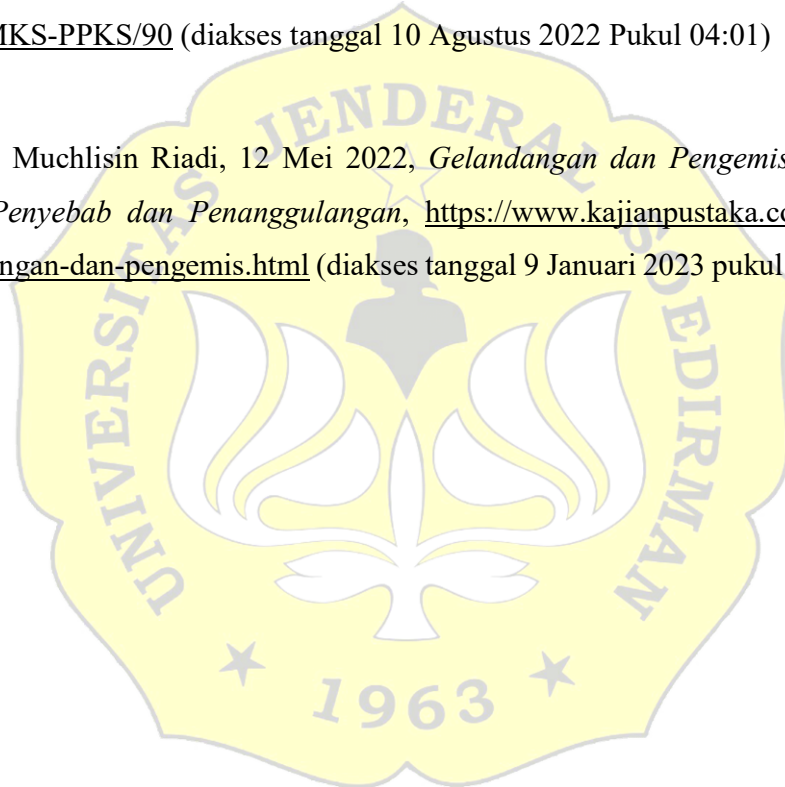 MKS-PPKS/90 (diakses tanggal 10 Agustus 2022 Pukul 04:01)
Muchlisin Riadi, 12 Mei 2022, Gelandangan dan Pengemis
Penyebab dan Penanggulangan, https://www.kajianpustaka.co
ngan-dan-pengemis.html (diakses tanggal 9 Januari 2023 pukul
UNIVERSITAS JENDERAL SOEDIRMAN
1963